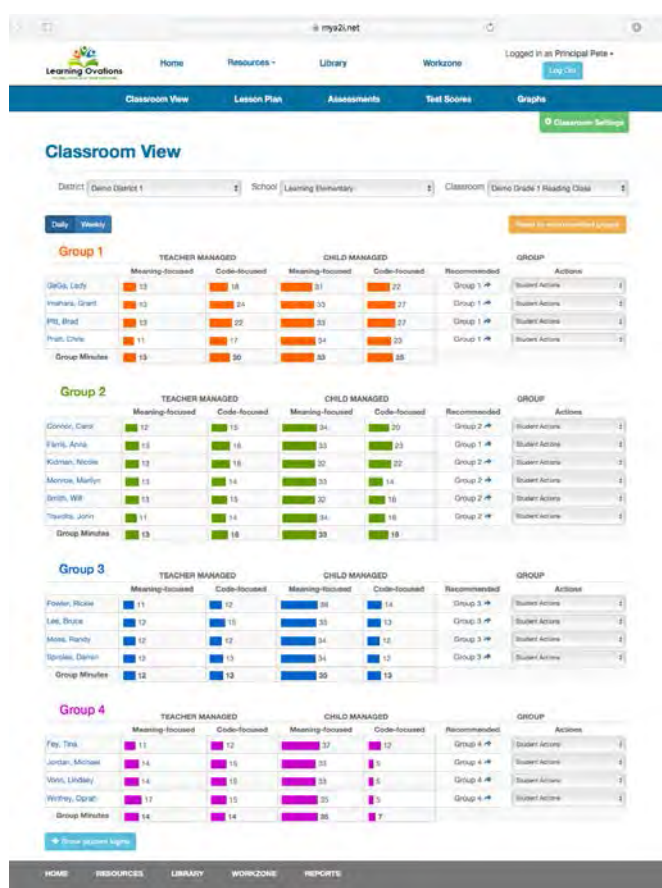 mya2i.net
Learning Ovations
Home
Resources
Library
Workzone
Logged in as Principal Pete
Log Out
Classroom View Lesson Plan Assessments Test Scores Graphs
Classroom Settings
Classroom View
District Demo District 1 School Learning Elementary Classroom Demo Grade 1 Reading Class
Daily Weekly
Reset to recommended groups
Group 1
TEACHER MANAGED CHILD MANAGED GROUP
Meaning-focused Code-focused Meaning-focused Code-focused Recommended Actions
GaGa, Lady 13 18 31 22 Group 1 Student Actions
Imahara, Grant 13 24 33 27 Group 1 Student Actions
Pitt, Brad 13 22 33 27 Group 1 Student Actions
Pratt, Chris 11 17 34 23 Group 1 Student Actions
Group Minutes 13 20 33 25
Group 2
TEACHER MANAGED CHILD MANAGED GROUP
Meaning-focused Code-focused Meaning-focused Code-focused Recommended Actions
Connor, Carol 12 15 34 20 Group 2 Student Actions
Farris, Anna 13 16 33 23 Group 1 Student Actions
Kidman, Nicole 13 16 32 22 Group 2 Student Actions
Monroe, Marilyn 13 14 33 14 Group 2 Student Actions
Smith, Will 13 15 32 16 Group 2 Student Actions
Travolta, John 11 14 34 16 Group 2 Student Actions
Group Minutes 13 16 33 18
Group 3
TEACHER MANAGED CHILD MANAGED GROUP
Meaning-focused Code-focused Meaning-focused Code-focused Recommended Actions
Fowler, Rickie 11 12 36 14 Group 3 Student Actions
Lee, Bruce 12 15 35 13 Group 3 Student Actions
Moss, Randy 12 12 34 12 Group 3 Student Actions
Sproles, Darren 12 13 34 12 Group 3 Student Actions
Group Minutes 12 13 35 13
Group 4
TEACHER MANAGED CHILD MANAGED GROUP
Meaning-focused Code-focused Meaning-focused Code-focused Recommended Actions
Fey, Tina 11 12 37 12 Group 4 Student Actions
Jordan, Michael 14 15 35 5 Group 4 Student Actions
Vonn, Lindsey 14 15 33 5 Group 4 Student Actions
Winfrey, Oprah 17 15 35 5 Group 4 Student Actions
Group Minutes 14 14 35 7
Show student logins
HOME RESOURCES LIBRARY WORKZONE REPORTS